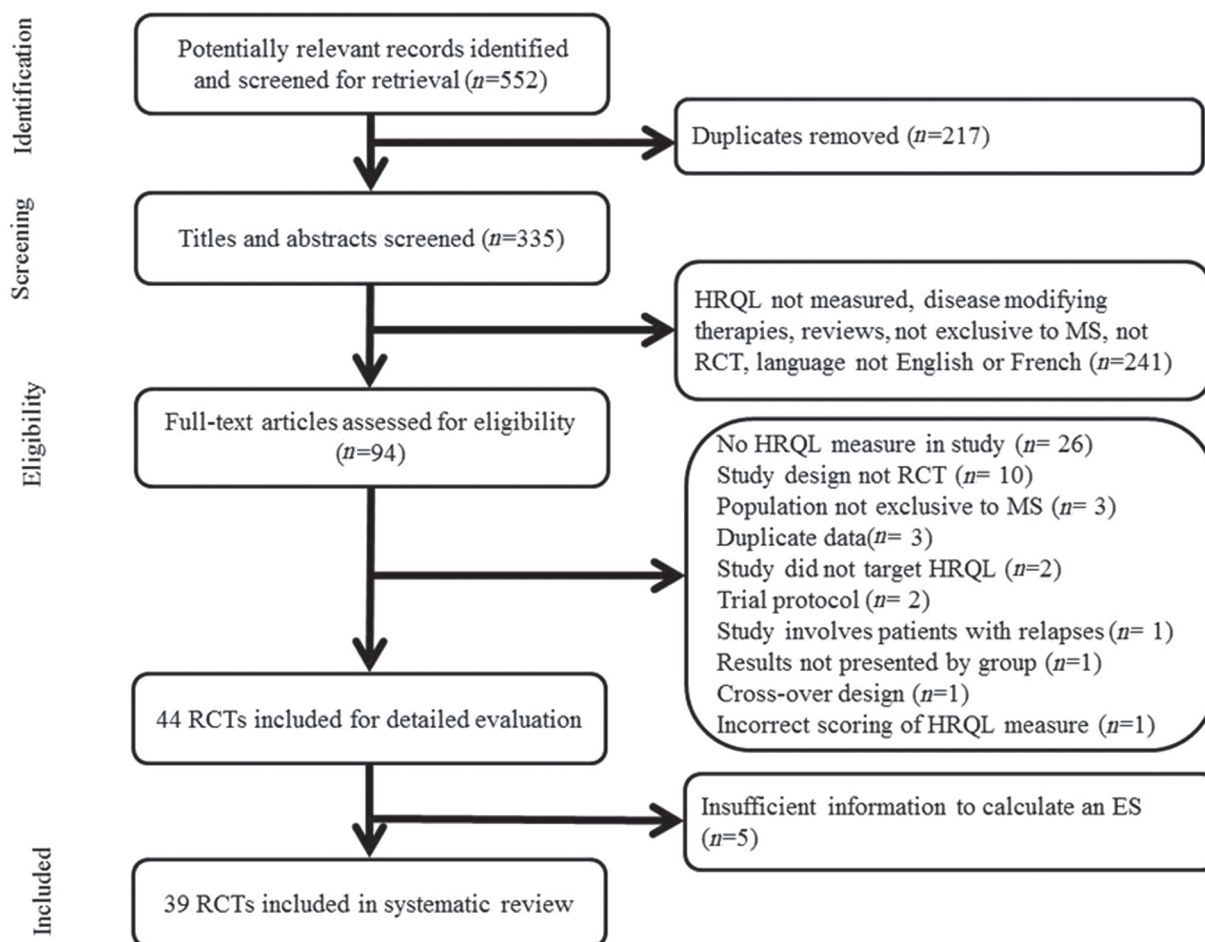 Identification
Potentially relevant records identified
and screened for retrieval (n=552)
Duplicates removed (n=217)
Screening
Titles and abstracts screened (n=335)
HRQL not measured, disease modifying
therapies, reviews, not exclusive to MS, not
RCT, language not English or French (n=241)
Eligibility
Full-text articles assessed for eligibility
(n=94)
No HRQL measure in study (n= 26)
Study design not RCT (n= 10)
Population not exclusive to MS (n= 3)
Duplicate data(n= 3)
Study did not target HRQL (n=2)
Trial protocol (n= 2)
Study involves patients with relapses (n= 1)
Results not presented by group (n=1)
Cross-over design (n=1)
Incorrect scoring of HRQL measure (n=1)
44 RCTs included for detailed evaluation
Insufficient information to calculate an ES
(n=5)
Included
39 RCTs included in systematic review